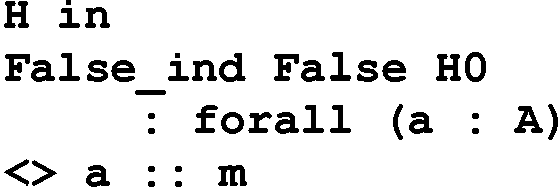 H in
False_ind False H0
: forall (a : A)
<> a :: m